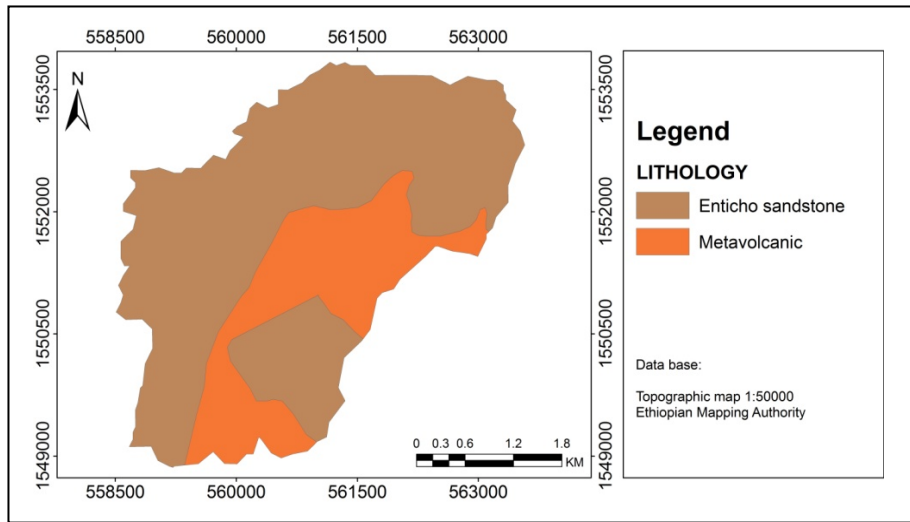 558500 560000 561500 563000
N
1553500
1552000
1550500
1549000
1553500
1552000
1550500
1549000
0 0.3 0.6 1.2 1.8
KM
558500 560000 561500 563000
Legend
LITHOLOGY
Enticho sandstone
Metavolcanic
Data base:
Topographic map 1:50000
Ethiopian Mapping Authority